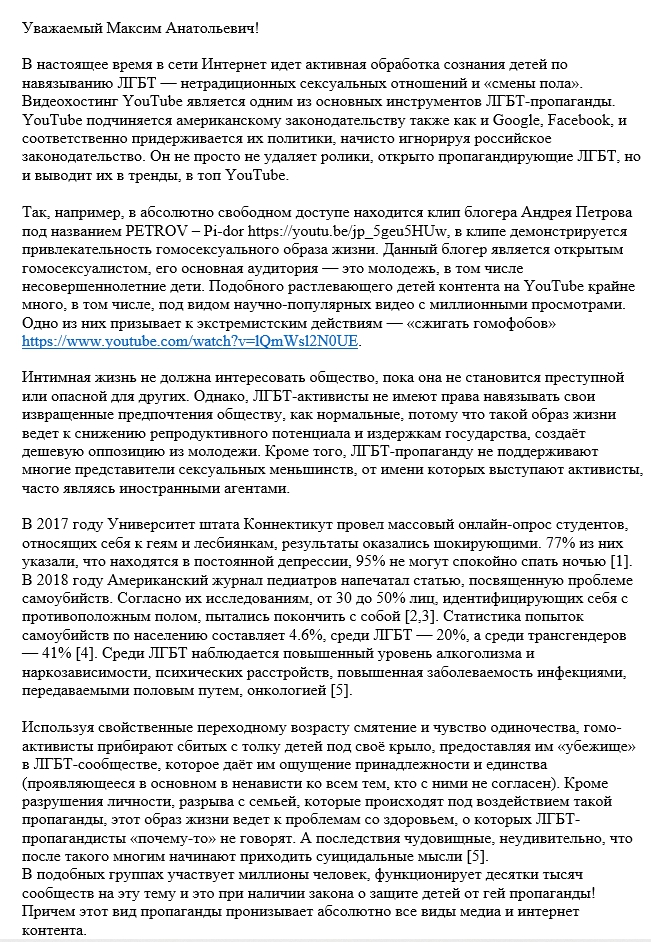 Уважаемый Максим Анатольевич!
В настоящее время в сети Интернет идет активная обработка сознания детей по
навязыванию ЛГБТ — нетрадиционных сексуальных отношений и «смены пола».
Видеохостинг YouTube является одним из основных инструментов ЛГБТ-пропаганды.
YouTube подчиняется американскому законодательству также как и Google, Facebook, и
соответственно придерживается их политики, начисто игнорируя российское
законодательство. Он не просто не удаляет ролики, открыто пропагандирующие ЛГБТ, но
и выводит их в тренды, в топ YouTube.
Так, например, в абсолютно свободном доступе находится клип блогера Андрея Петрова
под названием PETROV – Pi-dor https://youtu.be/jp_5geu5HUw, в клипе демонстрируется
привлекательность гомосексуального образа жизни. Данный блогер является открытым
гомосексуалистом, его основная аудитория — это молодежь, в том числе
несовершеннолетние дети. Подобного растлевающего детей контента на YouTube крайне
много, в том числе, под видом научно-популярных видео с миллионными просмотрами.
Одно из них призывает к экстремистским действиям — «сжигать гомофобов»
https://www.youtube.com/watch?v=lQmWsl2N0UE.
Интимная жизнь не должна интересовать общество, пока она не становится преступной
или опасной для других. Однако, ЛГБТ-активисты не имеют права навязывать свои
извращенные предпочтения обществу, как нормальные, потому что такой образ жизни
ведет к снижению репродуктивного потенциала и издержкам государства, создаёт
дешевую оппозицию из молодежи. Кроме того, ЛГБТ-пропаганду не поддерживают
многие представители сексуальных меньшинств, от имени которых выступают активисты,
часто являясь иностранными агентами.
В 2017 году Университет штата Коннектикут провел массовый онлайн-опрос студентов,
относящих себя к геям и лесбиянкам, результаты оказались шокирующими. 77% из них
указали, что находятся в постоянной депрессии, 95% не могут спокойно спать ночью [1].
В 2018 году Американский журнал педиатров напечатал статью, посвященную проблеме
самоубийств. Согласно их исследованиям, от 30 до 50% лиц, идентифицирующих себя с
противоположным полом, пытались покончить с собой [2,3]. Статистика попыток
самоубийств по населению составляет 4.6%, среди ЛГБТ — 20%, а среди трансгендеров
— 41% [4]. Среди ЛГБТ наблюдается повышенный уровень алкоголизма и
наркозависимости, психических расстройств, повышенная заболеваемость инфекциями,
передаваемыми половым путем, онкологией [5].
Используя свойственные переходному возрасту смятение и чувство одиночества, гомо-
активисты прибирают сбитых с толку детей под своё крыло, предоставляя им «убежище»
в ЛГБТ-сообществе, которое даёт им ощущение принадлежности и единства
(проявляющееся в основном в ненависти ко всем тем, кто с ними не согласен). Кроме
разрушения личности, разрыва с семьей, которые происходят под воздействием такой
пропаганды, этот образ жизни ведет к проблемам со здоровьем, о которых ЛГБТ-
пропагандисты «почему-то» не говорят. А последствия чудовищные, неудивительно, что
после такого многим начинают приходить суицидальные мысли [5].
В подобных группах участвует миллионы человек, функционирует десятки тысяч
сообществ на эту тему и это при наличии закона о защите детей от гей пропаганды!
Причем этот вид пропаганды пронизывает абсолютно все виды медиа и интернет
контента.